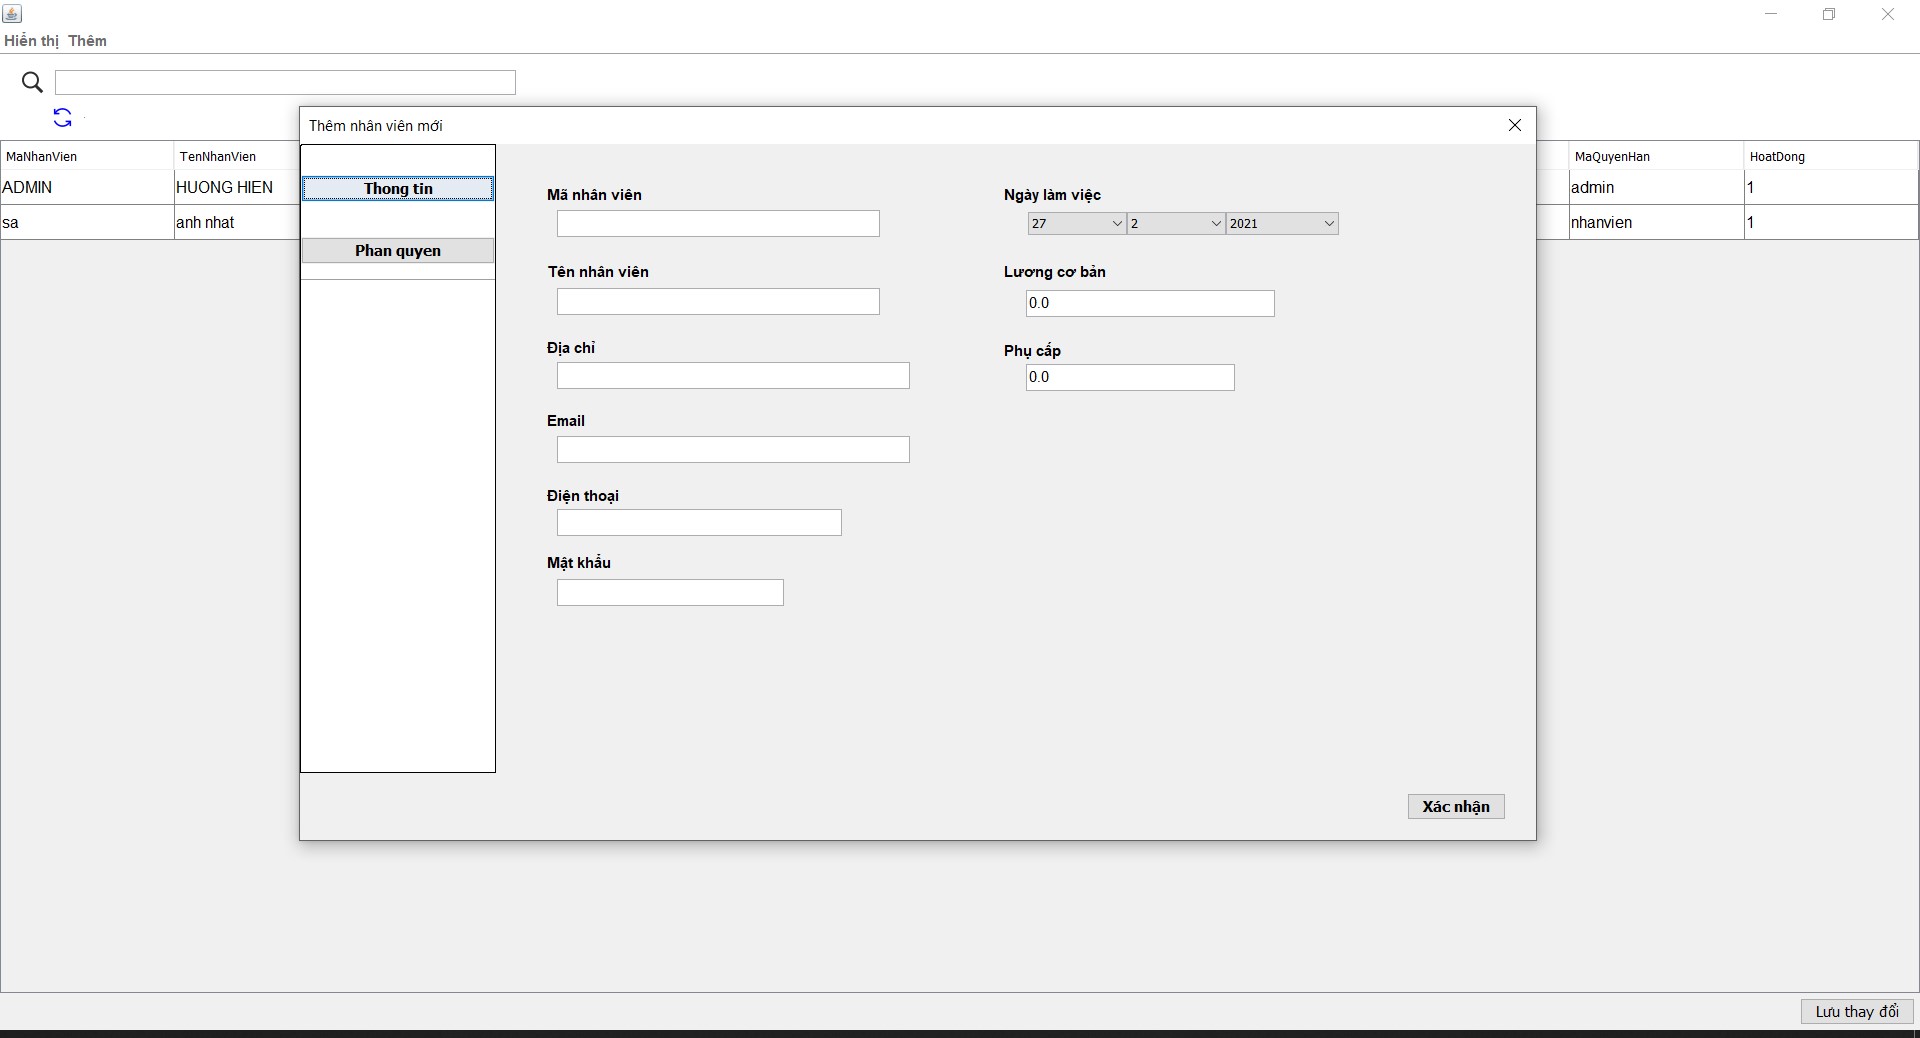 Hiển thị Thêm
Thêm nhân viên mới
MaNhanVien TenNhanVien MaQuyenHan HoatDong
ADMIN HUONG HIEN admin 1
sa anh nhat nhanvien 1
Thong tin
Phan quyen
Mã nhân viên
Tên nhân viên
Địa chỉ
Email
Điện thoại
Mật khẩu
Ngày làm việc
27 2 2021
Lương cơ bản
0.0
Phụ cấp
0.0
Xác nhận
Lưu thay đổi